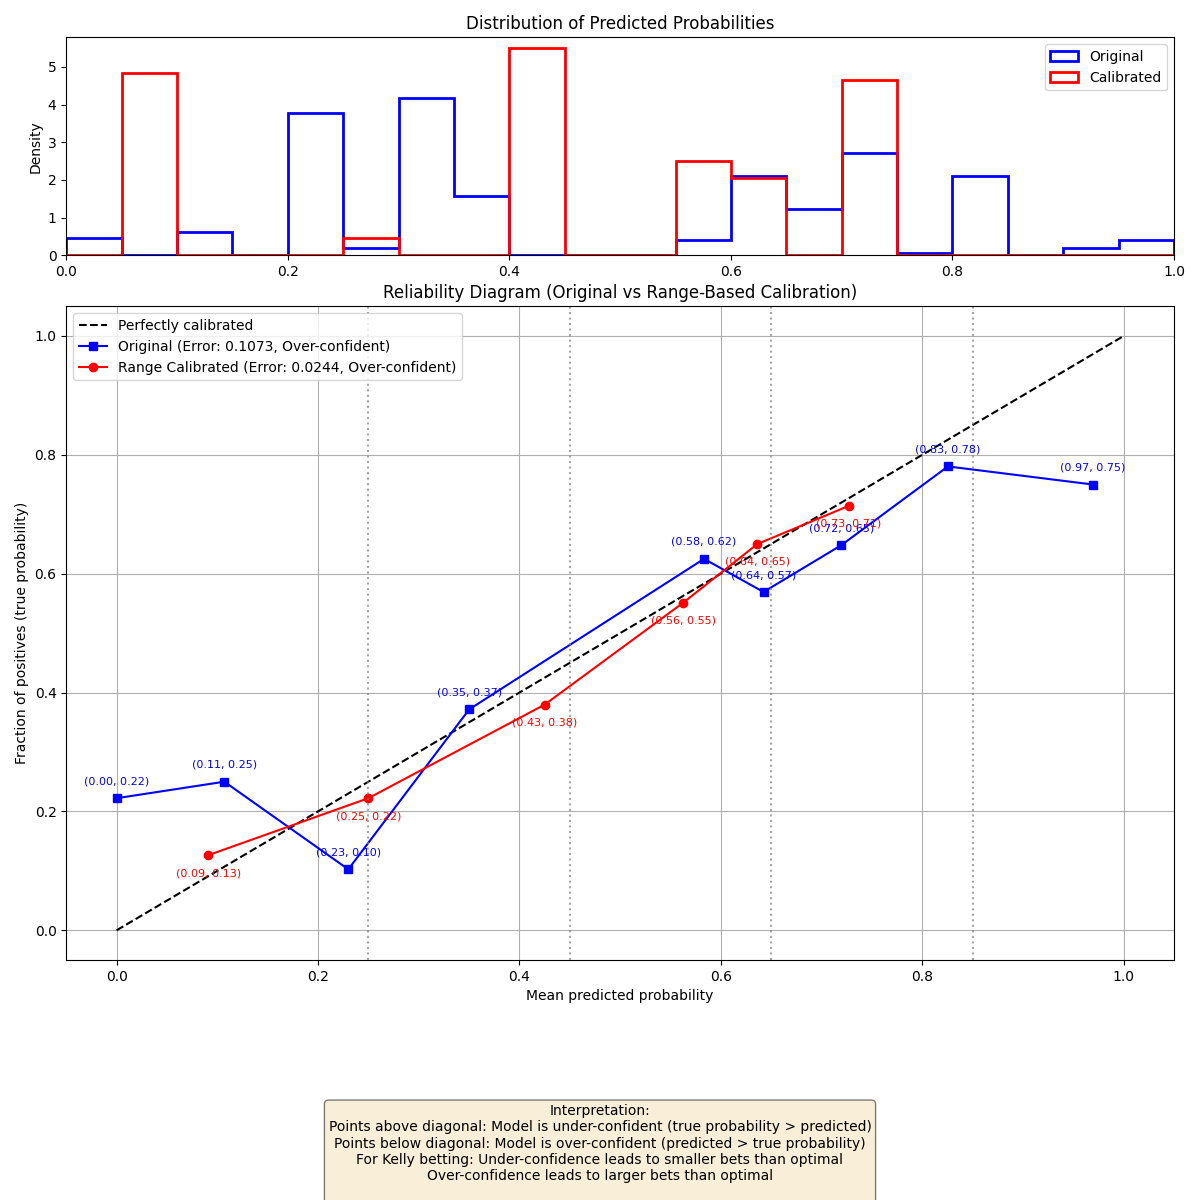 Distribution of Predicted Probabilities
Density
5
4
3
2
1
0
Original
Calibrated
0.0 0.2 0.4 0.6 0.8 1.0
Reliability Diagram (Original vs Range-Based Calibration)
Perfectly calibrated
Original (Error: 0.1073, Over-confident)
Range Calibrated (Error: 0.0244, Over-confident)
Fraction of positives (true probability)
1.0
0.8
0.6
0.4
0.2
0.0
(0.83, 0.78)
(0.97, 0.75)
(0.73, 0.71)
(0.72, 0.65)
(0.58, 0.62)
(0.64, 0.65)
(0.64, 0.57)
(0.56, 0.55)
(0.35, 0.37)
(0.43, 0.38)
(0.11, 0.25)
(0.00, 0.22)
(0.25, 0.22)
(0.23, 0.10)
(0.09, 0.13)
0.0 0.2 0.4 0.6 0.8 1.0
Mean predicted probability
Interpretation:
Points above diagonal: Model is under-confident (true probability > predicted)
Points below diagonal: Model is over-confident (predicted > true probability)
For Kelly betting: Under-confidence leads to smaller bets than optimal
Over-confidence leads to larger bets than optimal